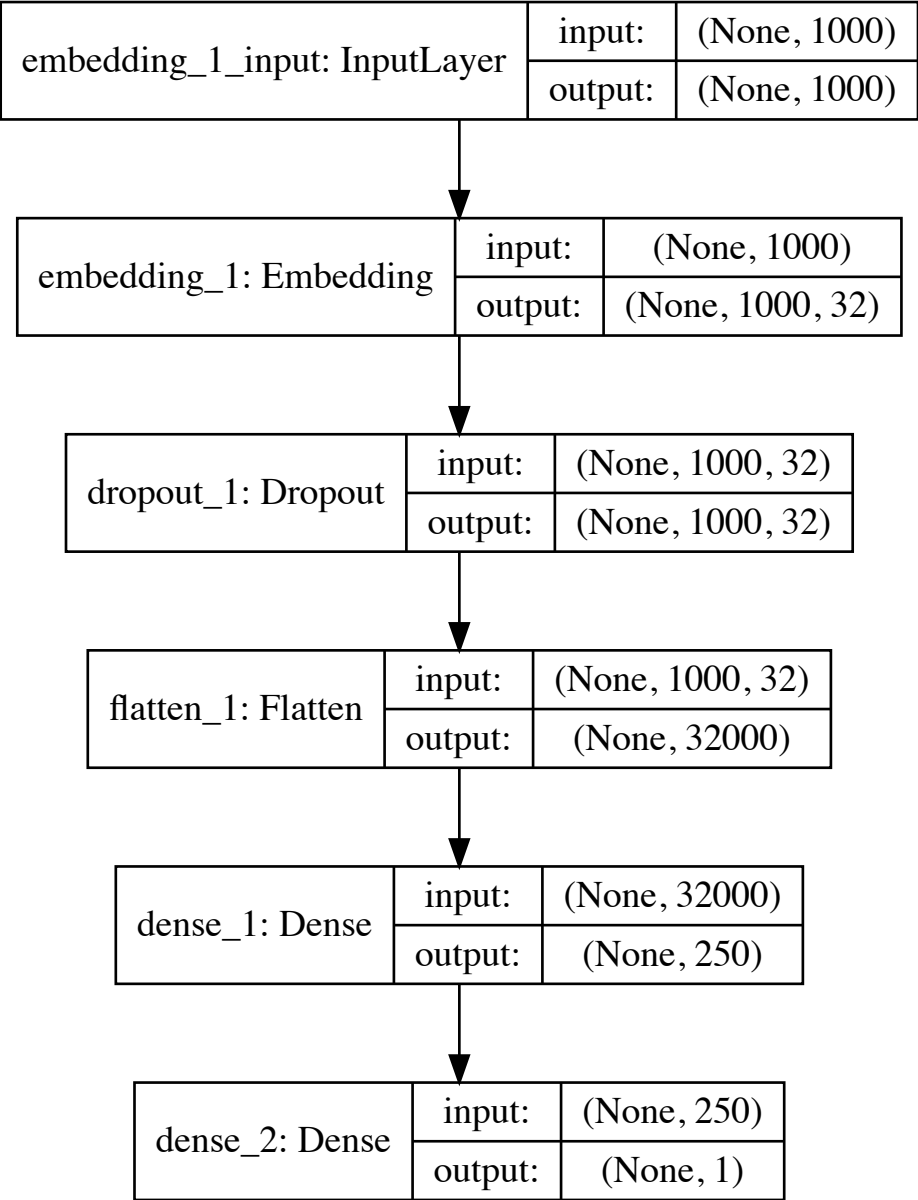 embedding_1_input: InputLayer
input: (None, 1000)
output: (None, 1000)
embedding_1: Embedding
input: (None, 1000)
output: (None, 1000, 32)
dropout_1: Dropout
input: (None, 1000, 32)
output: (None, 1000, 32)
flatten_1: Flatten
input: (None, 1000, 32)
output: (None, 32000)
dense_1: Dense
input: (None, 32000)
output: (None, 250)
dense_2: Dense
input: (None, 250)
output: (None, 1)